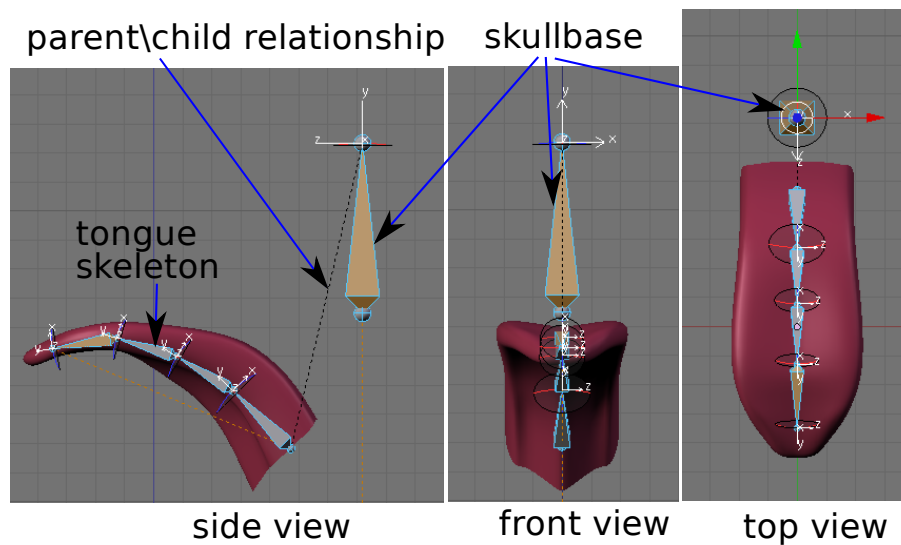 parent\child relationship
skullbase
tongue
skeleton
side view
front view
top view